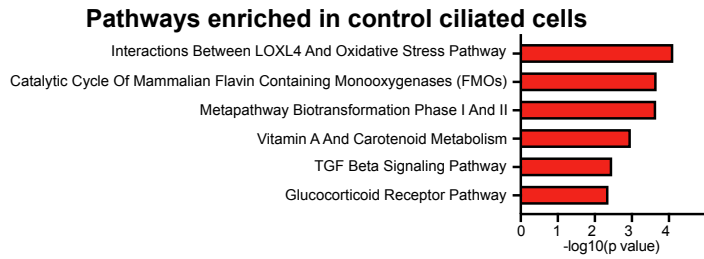 Pathways enriched in control ciliated cells
Interactions Between LOXL4 And Oxidative Stress Pathway
Catalytic Cycle Of Mammalian Flavin Containing Monooxygenases (FMOs)
Metapathway Biotransformation Phase I And II
Vitamin A And Carotenoid Metabolism
TGF Beta Signaling Pathway
Glucocorticoid Receptor Pathway
0 1 2 3 4
-log10(p value)